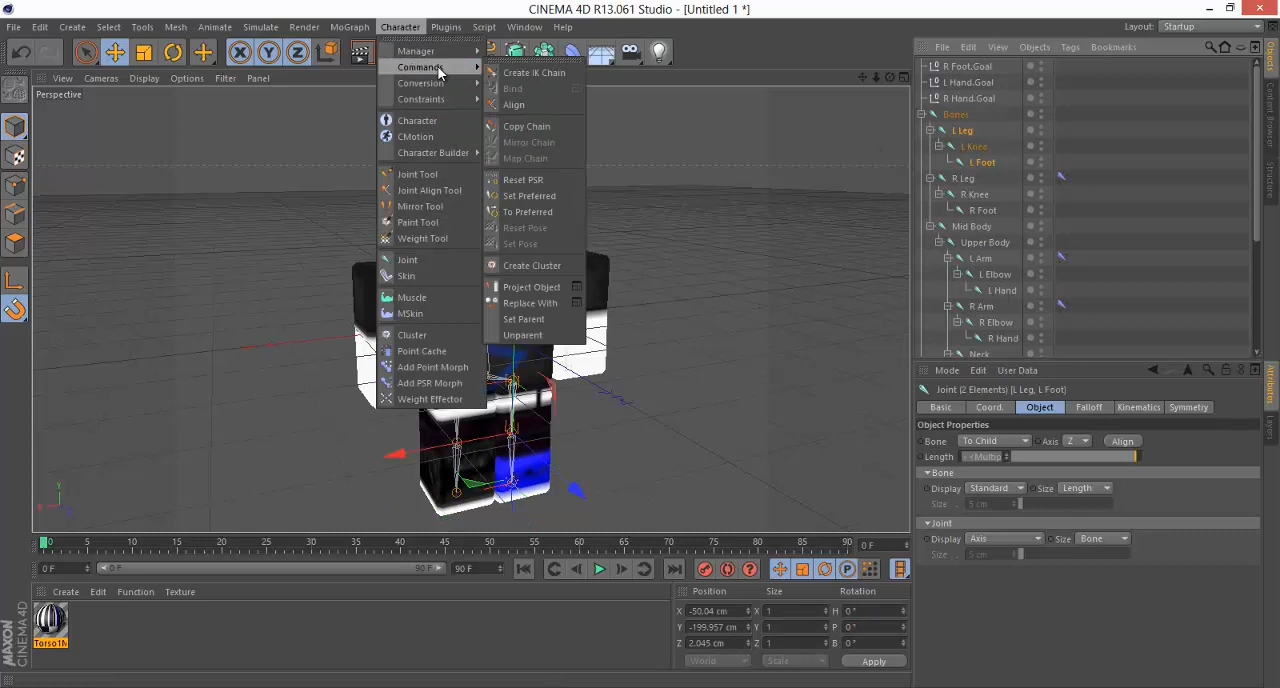 CINEMA 4D R13.061 Studio - [Untitled 1 *]
File Edit Create Select Tools Mesh Animate Simulate Render MoGraph Character Plugins Script Window Help
Layout: Startup
View Cameras Display Options Filter Panel
Perspective
Manager
Commands
Conversion
Constraints
Character
CMotion
Character Builder
Joint Tool
Joint Align Tool
Mirror Tool
Paint Tool
Weight Tool
Joint
Skin
Muscle
MSkin
Cluster
Point Cache
Add Point Morph
Add PSR Morph
Weight Effector
Create IK Chain
Bind
Align
Copy Chain
Mirror Chain
Map Chain
Reset PSR
Set Preferred
To Preferred
Reset Pose
Set Pose
Create Cluster
Project Object
Replace With
Set Parent
Unparent
File Edit View Objects Tags Bookmarks
R Foot.Goal
L Hand.Goal
R Hand.Goal
Bones
L Leg
L Knee
L Foot
R Leg
R Knee
R Foot
Mid Body
Upper Body
L Arm
L Elbow
L Hand
R Arm
R Elbow
R Hand
Neck
Objects
Content Browser
Structure
Mode Edit User Data
Joint (2 Elements) [L Leg, L Foot]
Basic Coord. Object Falloff Kinematics Symmetry
Object Properties
Bone To Child Axis Z Align
Length <<Multip
Bone
Display Standard Size Length
Size 5 cm
Joint
Display Axis Size Bone
Size 5 cm
Attributes
Layers
0 5 10 15 20 25 30 35 40 45 50 55 60 65 70 75 80 85 90 0 F
0 F 0 F 90 F 90 F
Create Edit Function Texture
Torso1M
MAXON
CINEMA 4D
Position Size Rotation
X -50.04 cm X 1 H 0 °
Y -199.957 cm Y 1 P 0 °
Z 2.045 cm Z 1 B 0 °
World Scale Apply